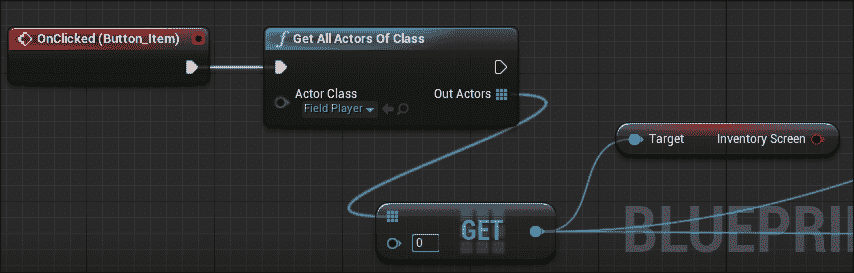 OnClicked (Button_Item)
Get All Actors Of Class
Actor Class
Out Actors
Field Player
Target
Inventory Screen
0
GET
BLUEPRI